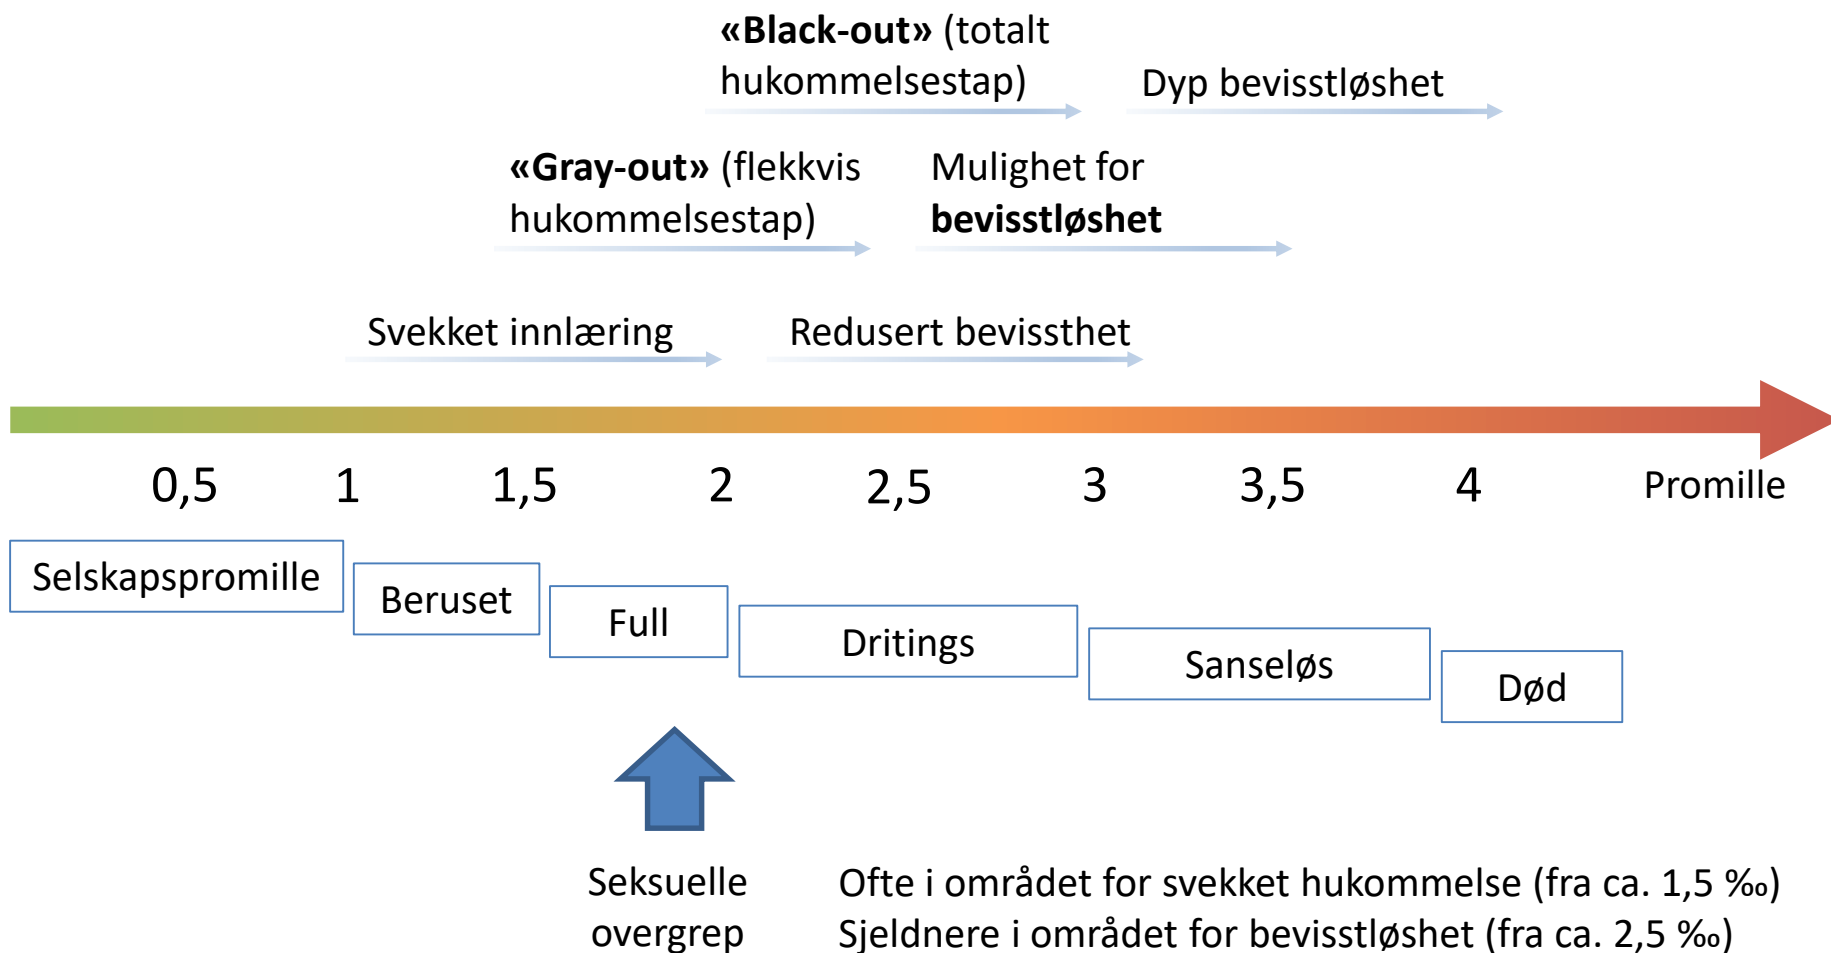 «Black-out» (totalt
hukommelsestap)
Dyp bevisstløshet
«Gray-out» (flekkvis
hukommelsestap)
Mulighet for
bevisstløshet
Svekket innlæring
Redusert bevissthet
0,5 1 1,5 2 2,5 3 3,5 4 Promille
Selskapspromille
Beruset
Full
Dritings
Sanseløs
Død
Seksuelle
overgrep
Ofte i området for svekket hukommelse (fra ca. 1,5 ‰)
Sjeldnere i området for bevisstløshet (fra ca. 2,5 ‰)